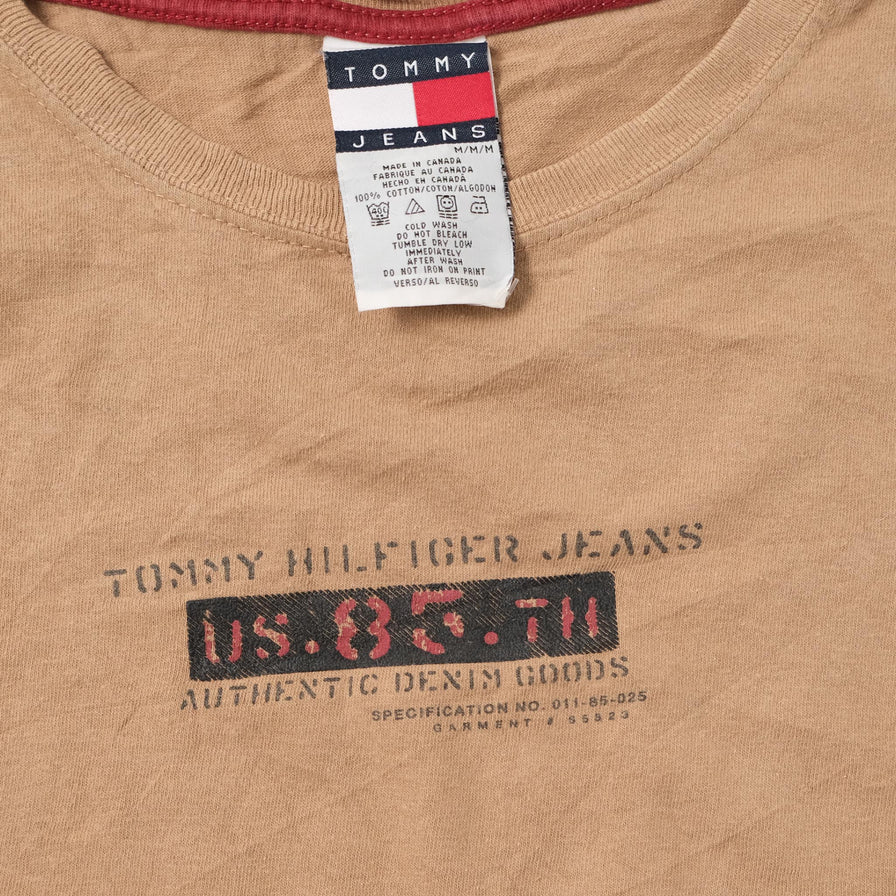 TOMMY
JEANS
M/M/M
MADE IN CANADA
FABRIQUE AU CANADA
HECHO EN CANADÁ
100% COTTON/COTON/ALGODON
40C
COLD WASH
DO NOT BLEACH
TUMBLE DRY LOW
IMMEDIATELY
AFTER WASH
DO NOT IRON ON PRINT
VERSO/AL REVERSO
TOMMY HILFIGER JEANS
US.85.TH
AUTHENTIC DENIM GOODS
SPECIFICATION NO. 011-85-025
GARMENT #